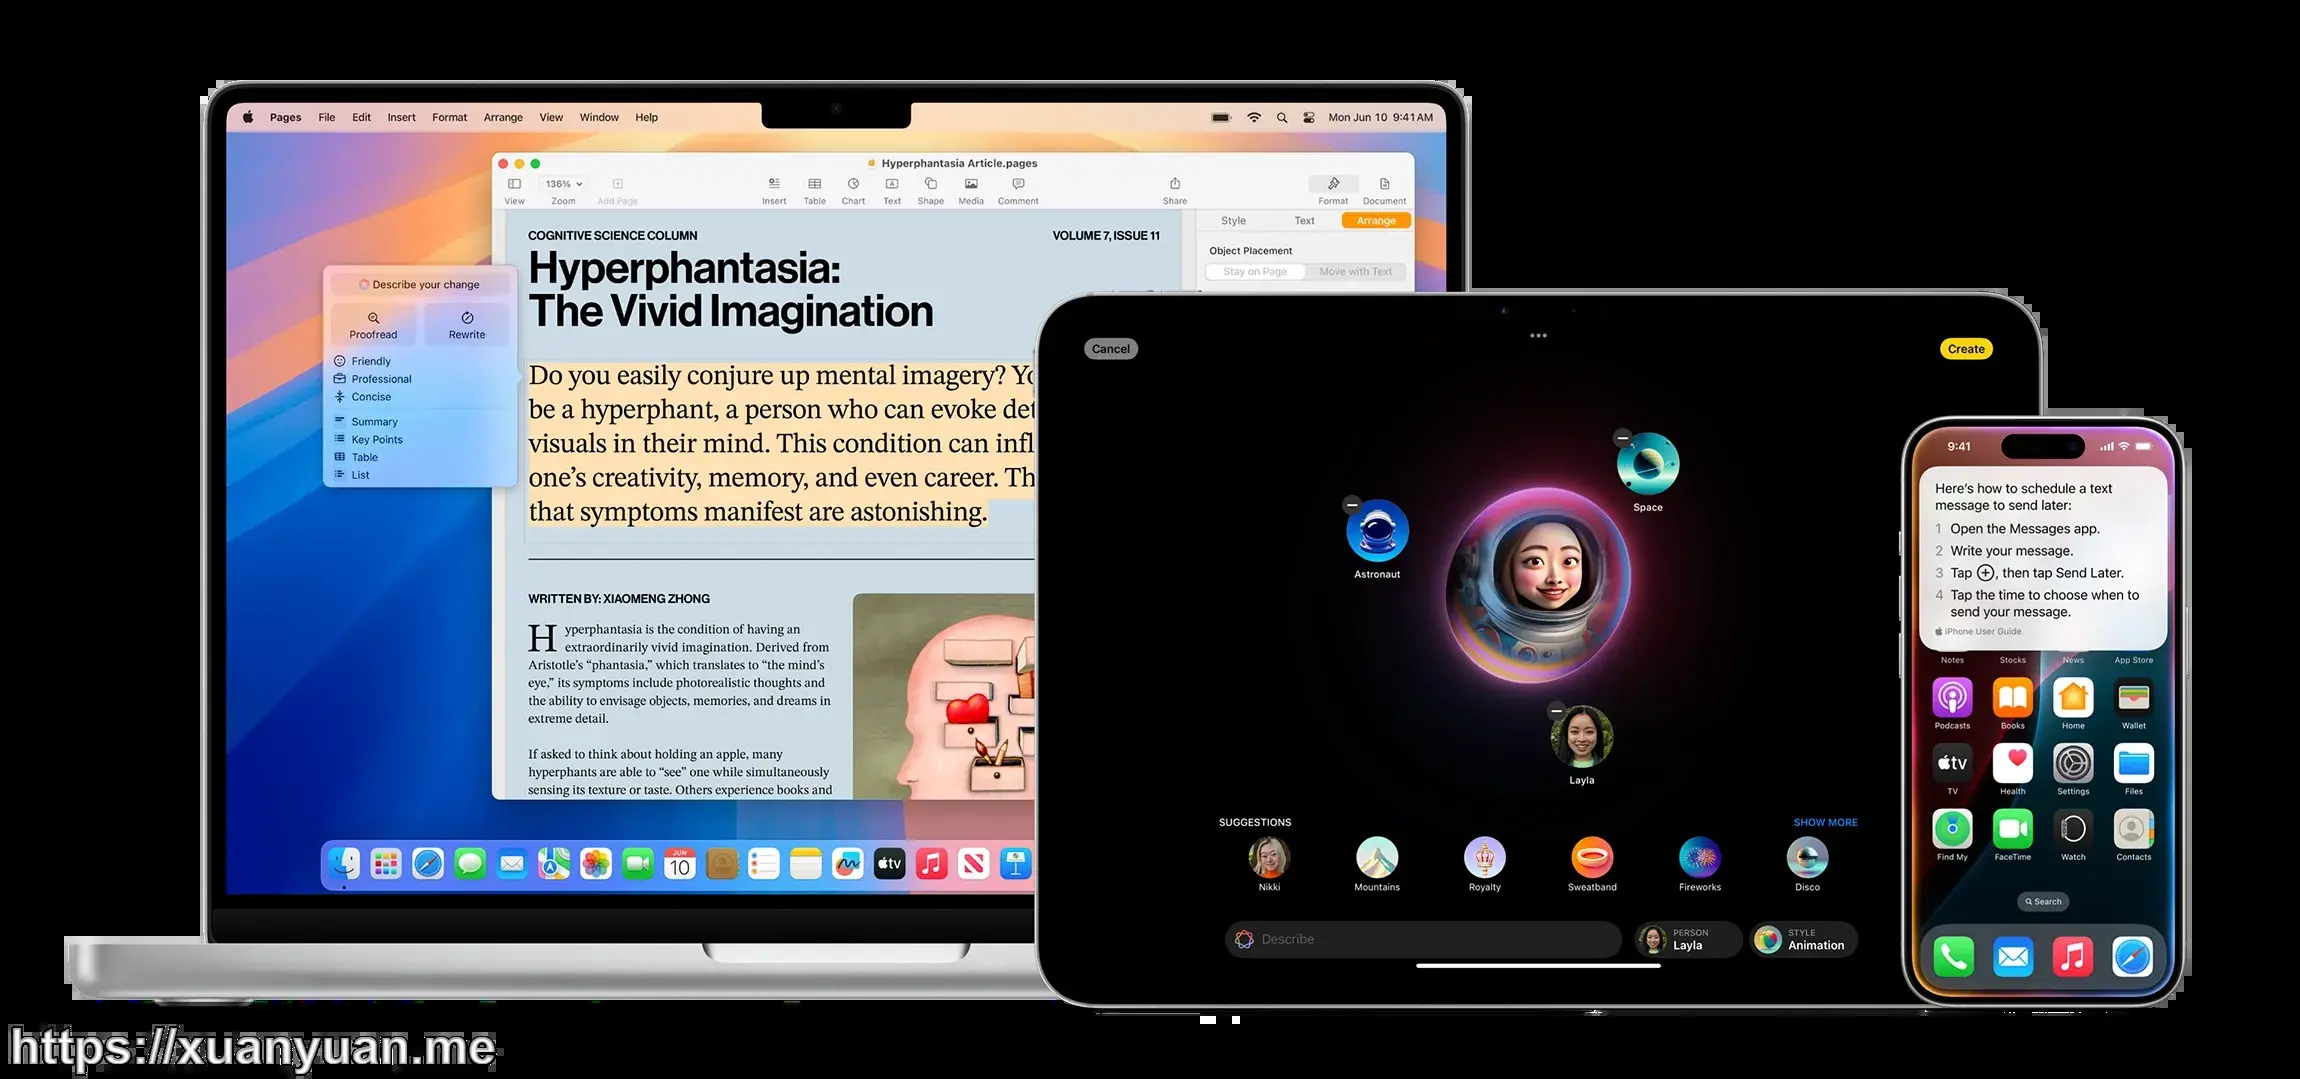 Pages File Edit Insert Format Arrange View Window Help
Mon Jun 10 9:41AM
Hyperphantasia Article.pages
136%
View Zoom Add Page Insert Table Chart Text Shape Media Comment Share Format Document
Style Text Arrange
Object Placement
Stay on Page Move with Text
COGNITIVE SCIENCE COLUMN
VOLUME 7, ISSUE 11
Hyperphantasia:
The Vivid Imagination
Do you easily conjure up mental imagery?
be a hyperphant, a person who can evoke
visuals in their mind. This condition can
one’s creativity, memory, and even career.
that symptoms manifest are astonishing.
WRITTEN BY: XIAOMENG ZHONG
Hyperphantasia is the condition of having an
extraordinarily vivid imagination. Derived from
Aristotle’s “phantasia,” which translates to “the mind’s
eye,” its symptoms include photorealistic thoughts and
the ability to envisage objects, memories, and dreams in
extreme detail.
If asked to think about holding an apple, many
hyperphants are able to “see” one while simultaneously
sensing its texture or taste. Others experience books and
Describe your change
Proofread Rewrite
Friendly
Professional
Concise
Summary
Key Points
Table
List
JUN
10
tv
Cancel
Create
Space
Astronaut
Layla
SUGGESTIONS
SHOW MORE
Nikki Mountains Royalty Sweatband Fireworks Disco
Describe
PERSON
Layla
STYLE
Animation
9:41
Here’s how to schedule a text
message to send later:
1 Open the Messages app.
2 Write your message.
3 Tap ⊕, then tap Send Later.
4 Tap the time to choose when to
send your message.
iPhone User Guide
Notes Stocks News App Store
Podcasts Books Home Wallet
tv
TV Health Settings Files
Find My FaceTime Watch Contacts
Search
https://xuanyuan.me